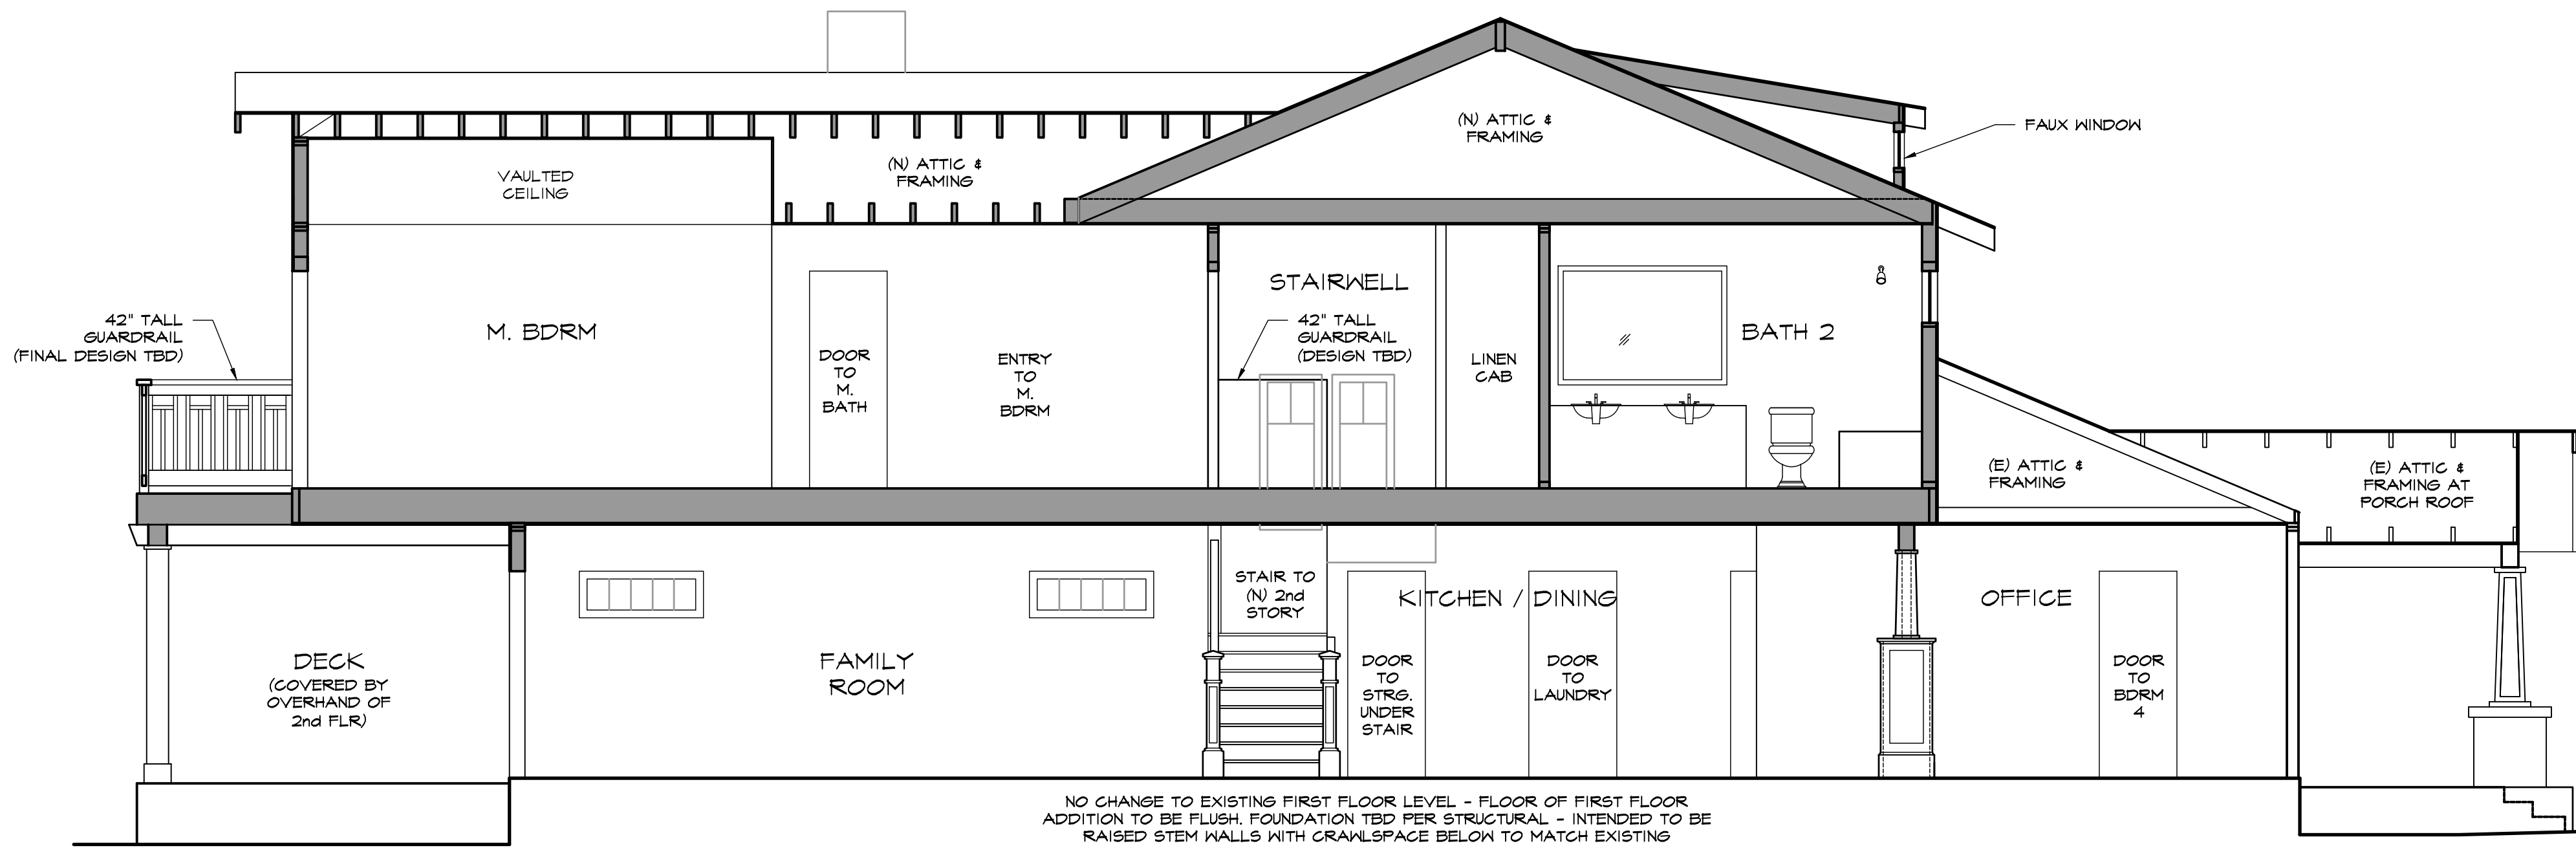 (N) ATTIC &
FRAMING
FAUX WINDOW
VAULTED
CEILING
(N) ATTIC &
FRAMING
STAIRWELL
42" TALL
GUARDRAIL
(FINAL DESIGN TBD)
M. BDRM
42" TALL
GUARDRAIL
(DESIGN TBD)
BATH 2
DOOR
TO
M.
BATH
ENTRY
TO
M.
BDRM
LINEN
CAB
(E) ATTIC &
FRAMING
(E) ATTIC &
FRAMING AT
PORCH ROOF
STAIR TO
(N) 2nd
STORY
KITCHEN / DINING
OFFICE
DECK
(COVERED BY
OVERHAND OF
2nd FLR)
FAMILY
ROOM
DOOR
TO
STRG.
UNDER
STAIR
DOOR
TO
LAUNDRY
DOOR
TO
BDRM
4
NO CHANGE TO EXISTING FIRST FLOOR LEVEL - FLOOR OF FIRST FLOOR
ADDITION TO BE FLUSH. FOUNDATION TBD PER STRUCTURAL - INTENDED TO BE
RAISED STEM WALLS WITH CRAWLSPACE BELOW TO MATCH EXISTING